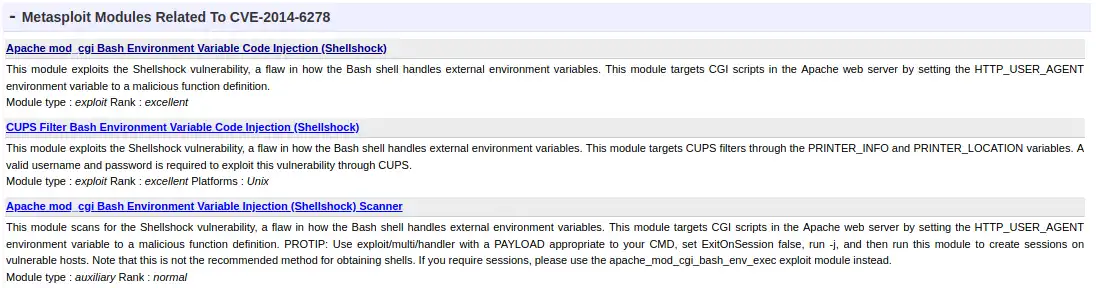 - Metasploit Modules Related To CVE-2014-6278
Apache mod_cgi Bash Environment Variable Code Injection (Shellshock)
This module exploits the Shellshock vulnerability, a flaw in how the Bash shell handles external environment variables. This module targets CGI scripts in the Apache web server by setting the HTTP_USER_AGENT
environment variable to a malicious function definition.
Module type : exploit Rank : excellent
CUPS Filter Bash Environment Variable Code Injection (Shellshock)
This module exploits the Shellshock vulnerability, a flaw in how the Bash shell handles external environment variables. This module targets CUPS filters through the PRINTER_INFO and PRINTER_LOCATION variables. A
valid username and password is required to exploit this vulnerability through CUPS.
Module type : exploit Rank : excellent Platforms : Unix
Apache mod_cgi Bash Environment Variable Injection (Shellshock) Scanner
This module scans for the Shellshock vulnerability, a flaw in how the Bash shell handles external environment variables. This module targets CGI scripts in the Apache web server by setting the HTTP_USER_AGENT
environment variable to a malicious function definition. PROTIP: Use exploit/multi/handler with a PAYLOAD appropriate to your CMD, set ExitOnSession false, run -j, and then run this module to create sessions on
vulnerable hosts. Note that this is not the recommended method for obtaining shells. If you require sessions, please use the apache_mod_cgi_bash_env_exec exploit module instead.
Module type : auxiliary Rank : normal